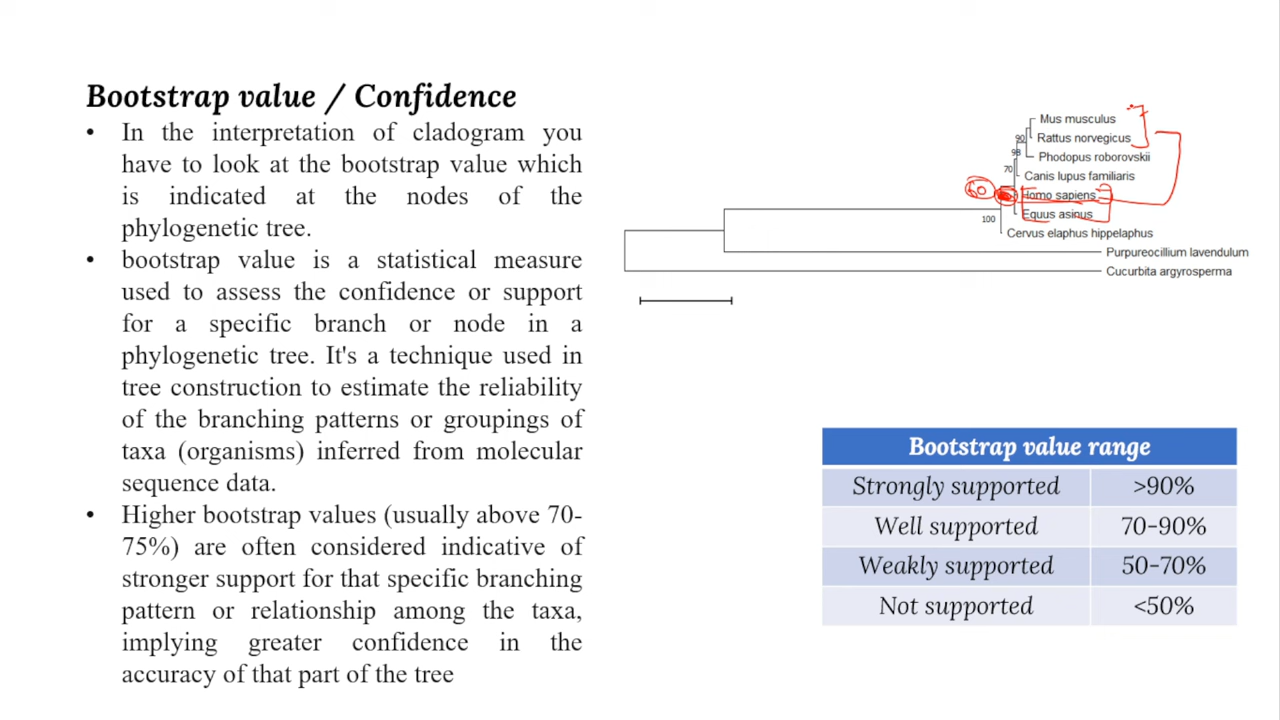 Bootstrap value / Confidence
• In the interpretation of cladogram you
have to look at the bootstrap value which
is indicated at the nodes of the
phylogenetic tree.
• bootstrap value is a statistical measure
used to assess the confidence or support
for a specific branch or node in a
phylogenetic tree. It's a technique used in
tree construction to estimate the reliability
of the branching patterns or groupings of
taxa (organisms) inferred from molecular
sequence data.
• Higher bootstrap values (usually above 70-
75%) are often considered indicative of
stronger support for that specific branching
pattern or relationship among the taxa,
implying greater confidence in the
accuracy of that part of the tree
Mus musculus
90
Rattus norvegicus
98
Phodopus roborovskii
70
Canis lupus familiaris
60
Homo sapiens
Equus asinus
100
Cervus elaphus hippelaphus
Purpureocillium lavendulum
Cucurbita argyrosperma
Bootstrap value range
Strongly supported >90%
Well supported 70-90%
Weakly supported 50-70%
Not supported <50%